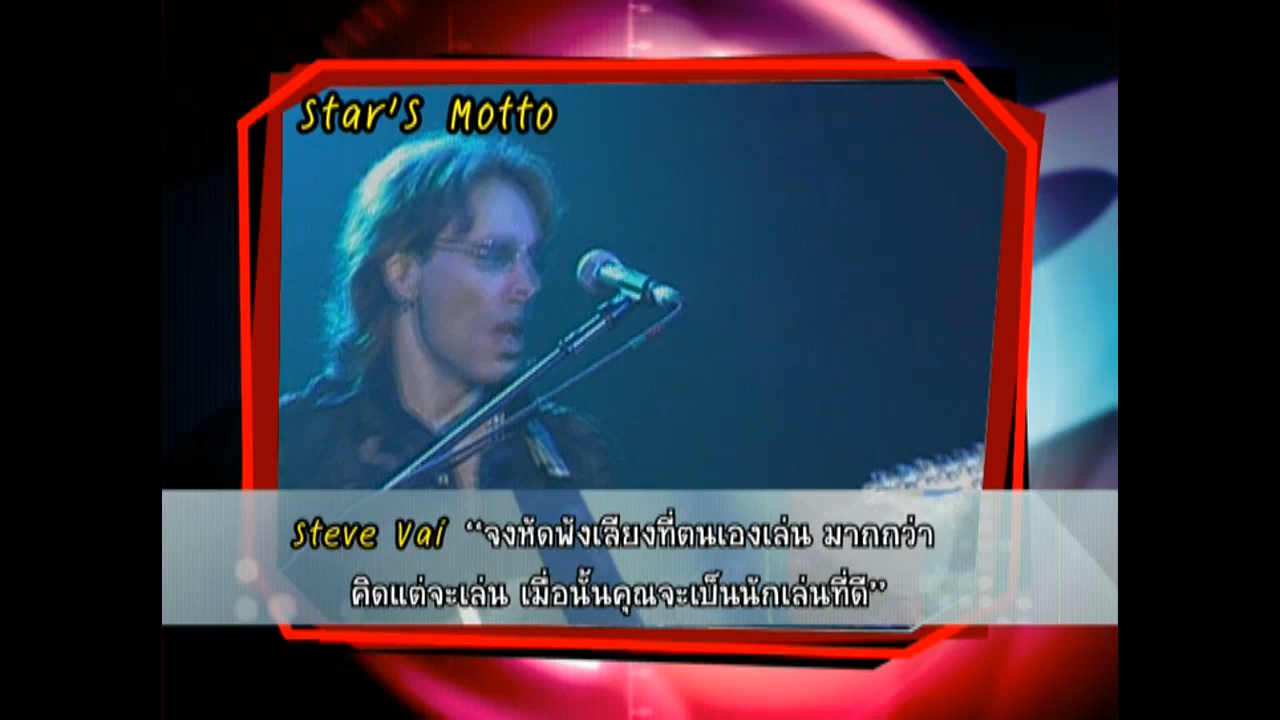 Star's Motto
Steve Vai “จงหัดฟังเสียงที่ตนเองเล่น มากกว่า
คิดแต่จะเล่น เมื่อนั้นคุณจะเป็นนักเล่นที่ดี”